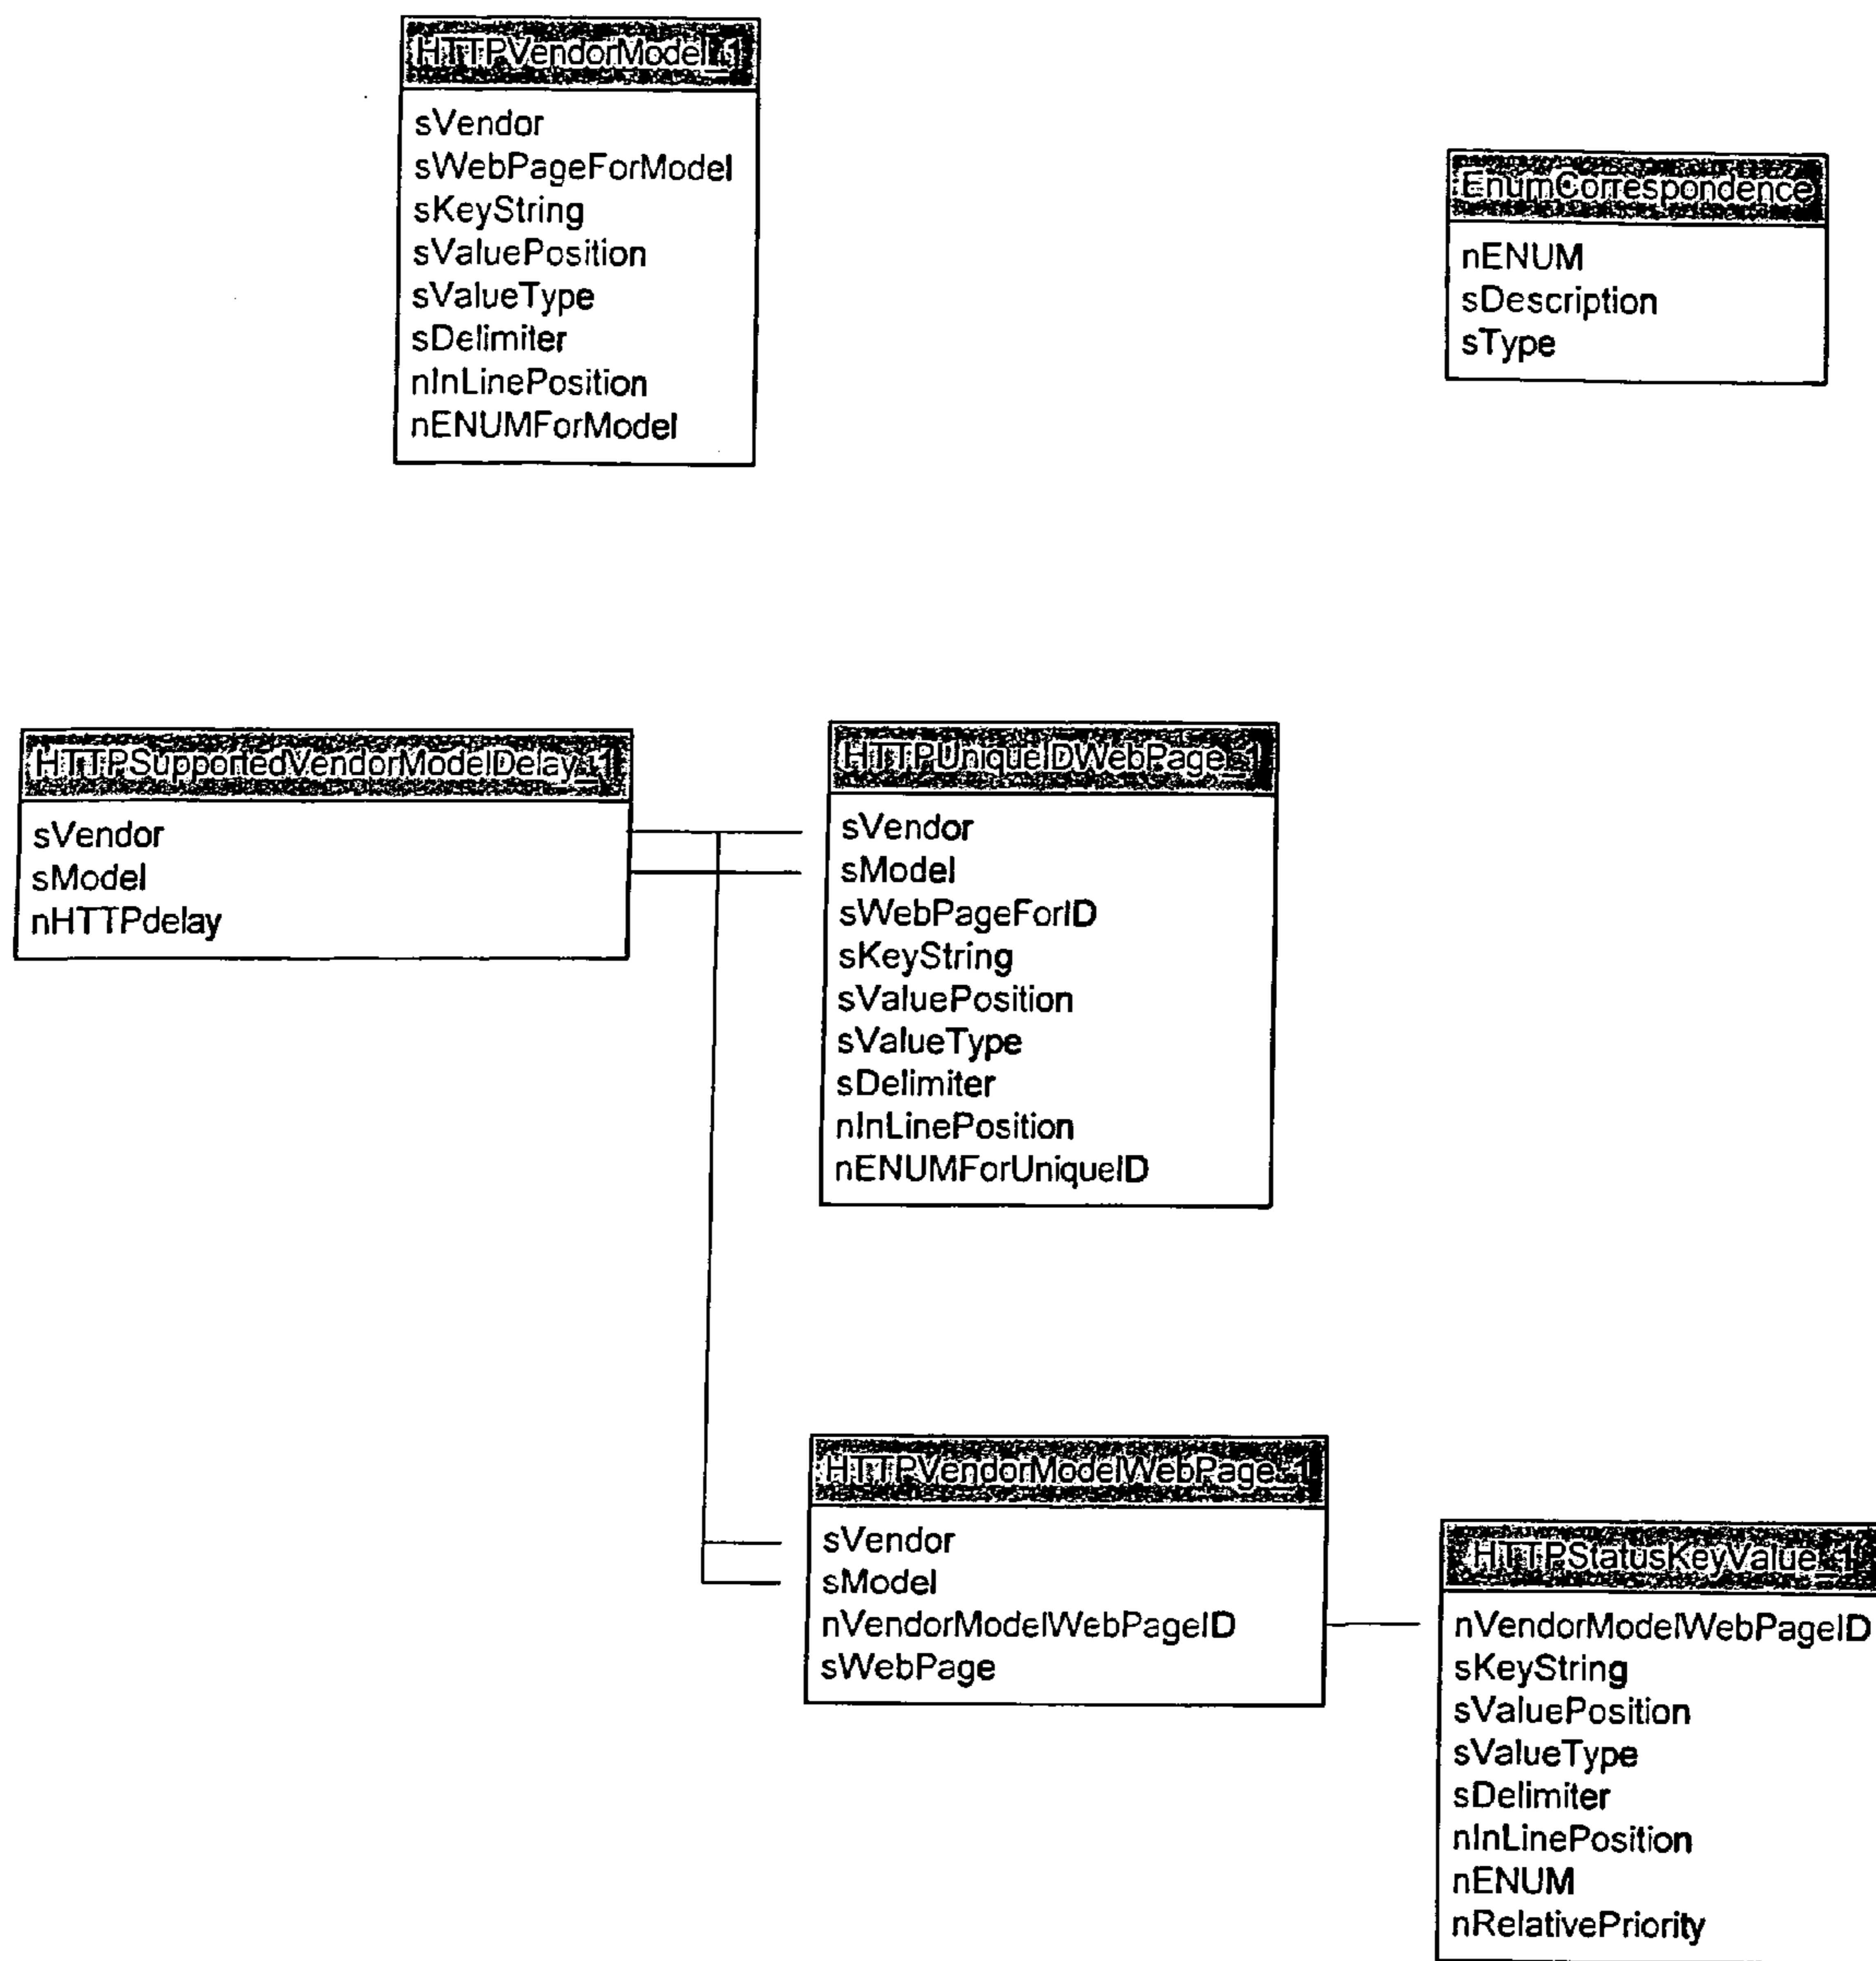 HTTPVendorModel_1
sVendor
sWebPageForModel
sKeyString
sValuePosition
sValueType
sDelimiter
nInLinePosition
nENUMForModel
EnumCorrespondence
nENUM
sDescription
sType
HTTPSupportedVendorModelDelay_1
sVendor
sModel
nHTTPdelay
HTTPUniqueIDWebPage_1
sVendor
sModel
sWebPageForID
sKeyString
sValuePosition
sValueType
sDelimiter
nInLinePosition
nENUMForUniqueID
HTTPVendorModelWebPage_1
sVendor
sModel
nVendorModelWebPageID
sWebPage
HTTPStatusKeyValue_1
nVendorModelWebPageID
sKeyString
sValuePosition
sValueType
sDelimiter
nInLinePosition
nENUM
nRelativePriority